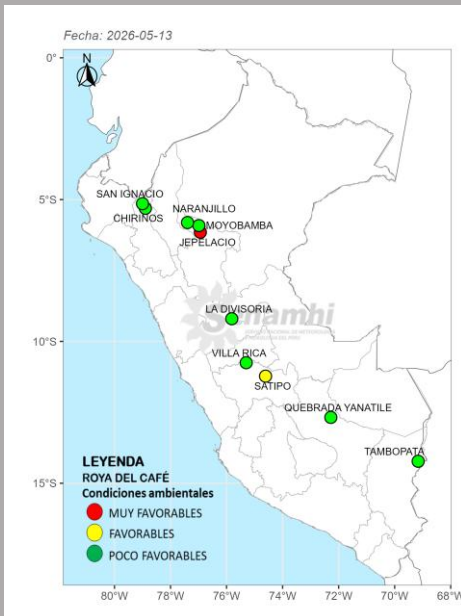 Fecha: 2026-05-13
N
0°
5°S
10°S
15°S
SAN IGNACIO
CHIRINOS
NARANJILLO
MOYOBAMBA
JEPELACIO
LA DIVISORIA
Senamhi
VILLA RICA
SATIPO
QUEBRADA YANATILE
TAMBOPATA
LEYENDA
ROYA DEL CAFÉ
Condiciones ambientales
MUY FAVORABLES
FAVORABLES
POCO FAVORABLES
80°W 78°W 76°W 74°W 72°W 70°W 68°W